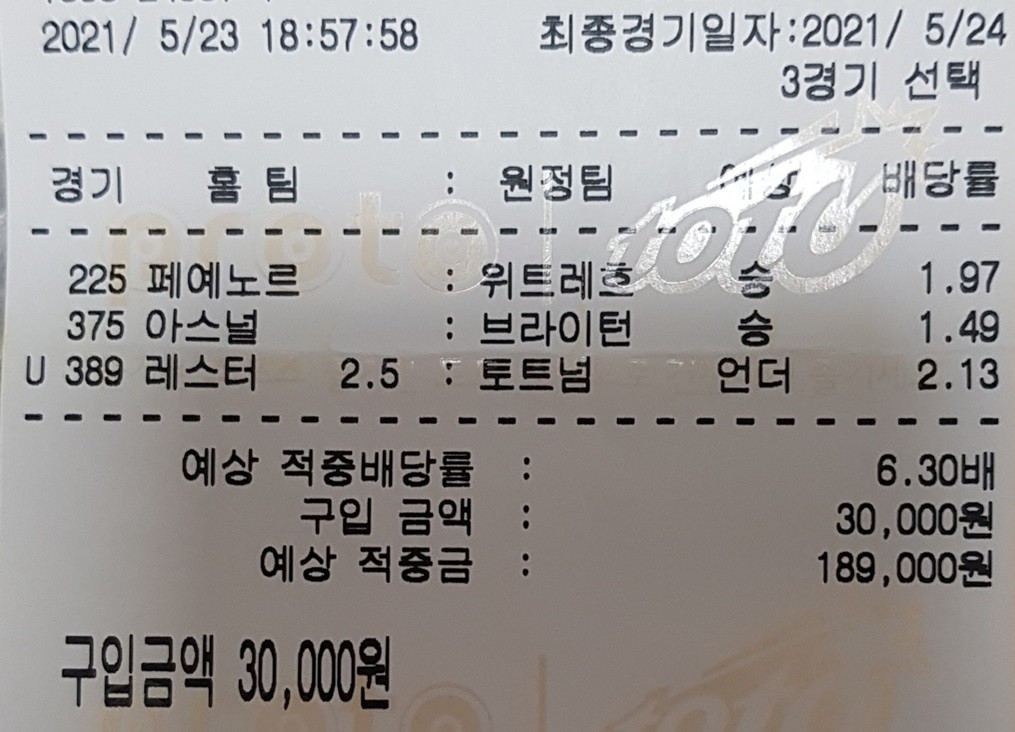 2021/ 5/23 18:57:58 최종경기일자:2021/ 5/24
3경기 선택
경기 홈 팀 : 원정팀 예상 배당률
225 페예노르 : 위트레흐 승 1.97
375 아스널 : 브라이턴 승 1.49
U 389 레스터 2.5 : 토트넘 언더 2.13
예상 적중배당률 : 6.30배
구입 금액 : 30,000원
예상 적중금 : 189,000원
구입금액 30,000원
proto toto